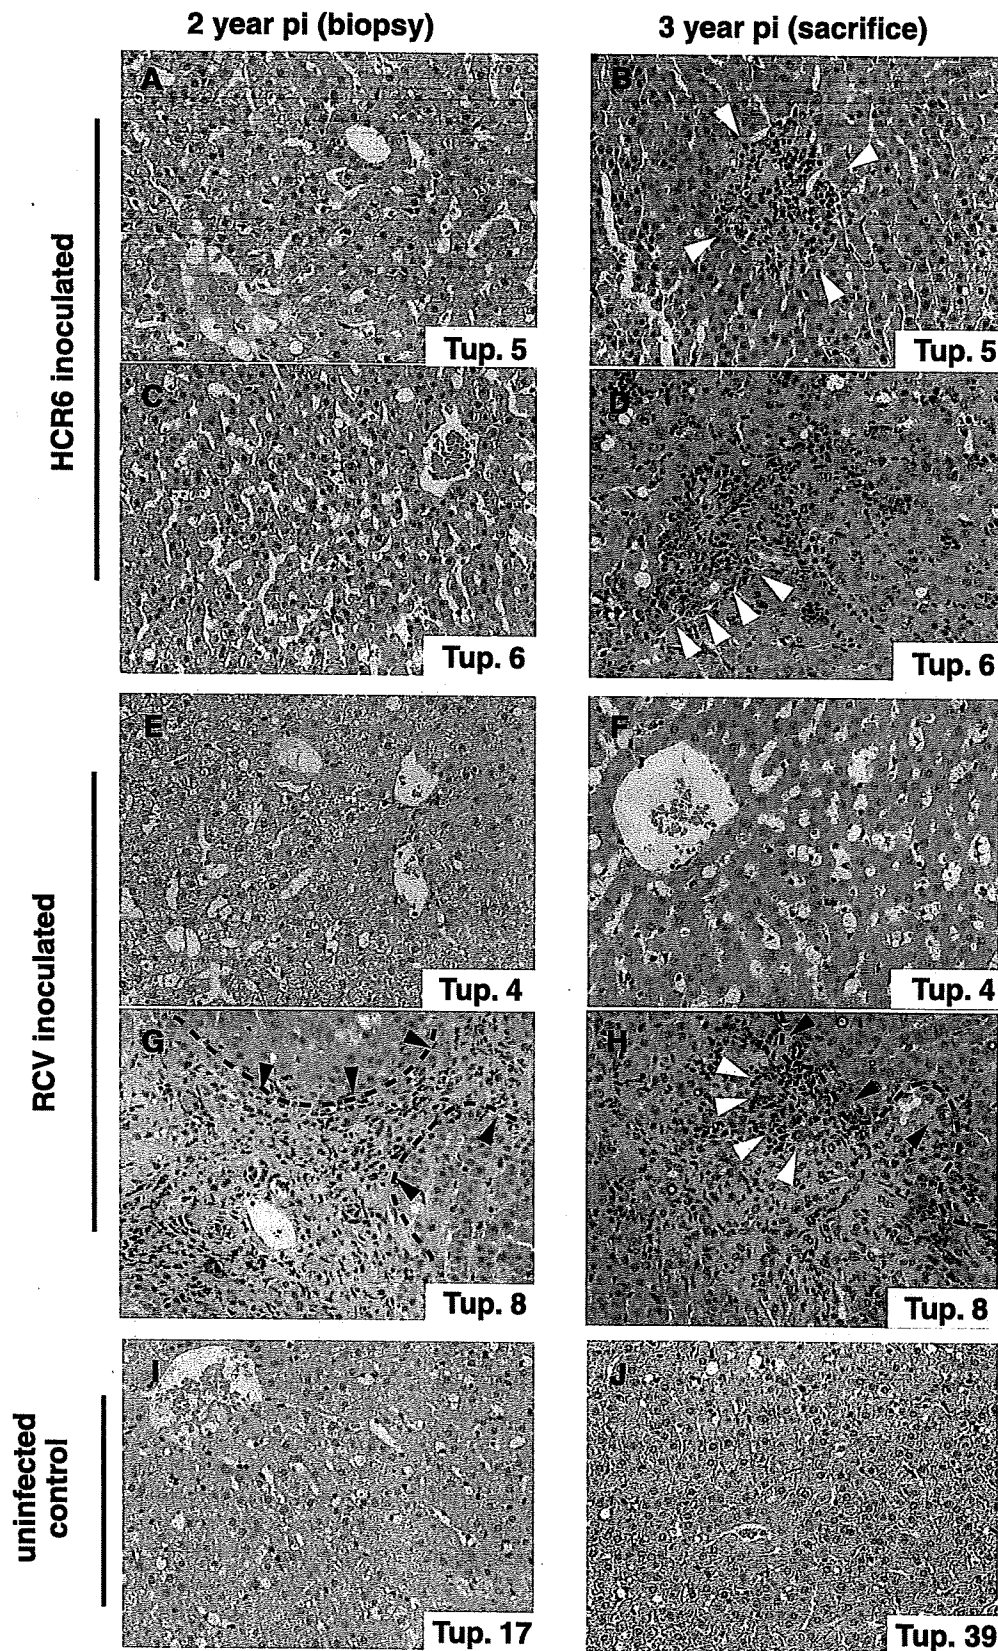 2 year pi (biopsy)
3 year pi (sacrifice)
HCR6 inoculated
A
Tup. 5
B
Tup. 5
C
Tup. 6
D
Tup. 6
RCV inoculated
E
Tup. 4
F
Tup. 4
G
Tup. 8
H
Tup. 8
uninfected
control
I
Tup. 17
J
Tup. 39